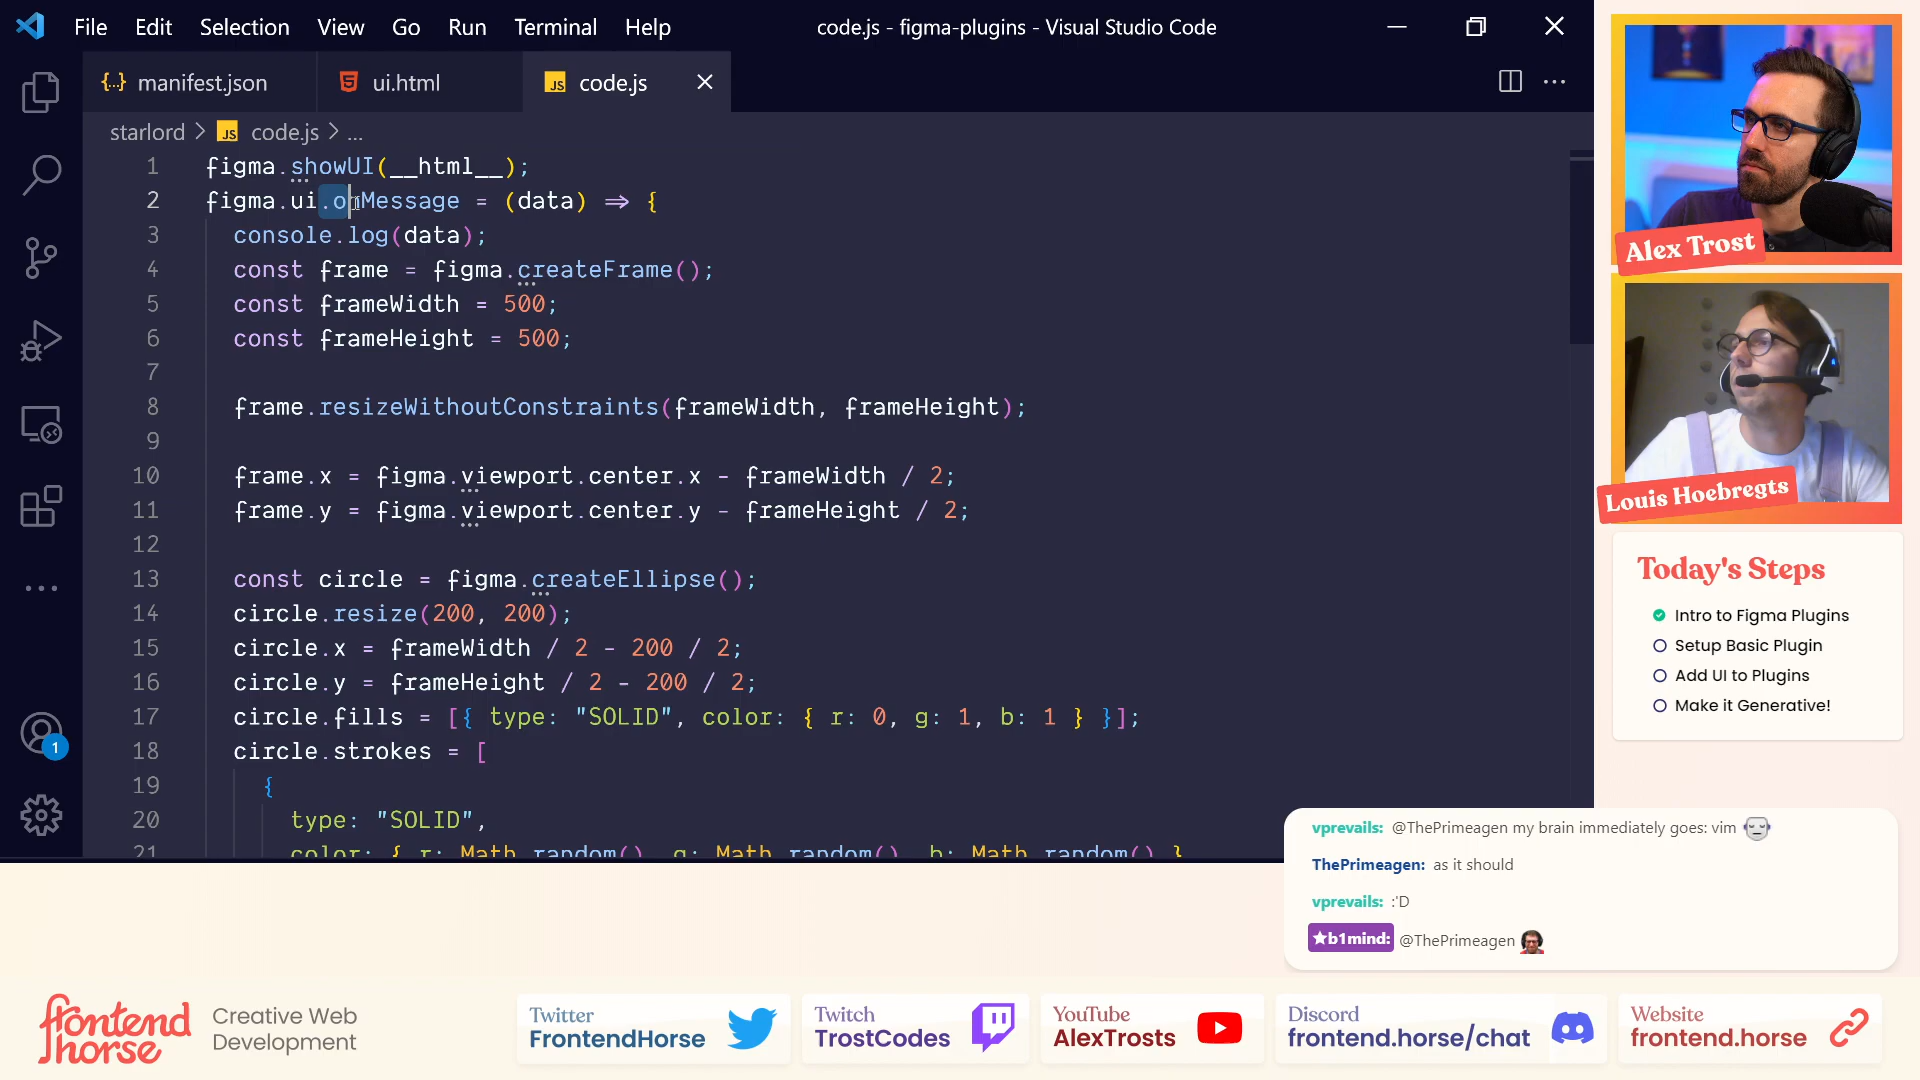 File Edit Selection View Go Run Terminal Help
code.js - figma-plugins - Visual Studio Code
{..} manifest.json
ui.html
JS code.js
starlord > JS code.js > ...
1 figma.showUI(__html__);
2 figma.ui.onMessage = (data) => {
3 console.log(data);
4 const frame = figma.createFrame();
5 const frameWidth = 500;
6 const frameHeight = 500;
7
8 frame.resizeWithoutConstraints(frameWidth, frameHeight);
9
10 frame.x = figma.viewport.center.x - frameWidth / 2;
11 frame.y = figma.viewport.center.y - frameHeight / 2;
12
13 const circle = figma.createEllipse();
14 circle.resize(200, 200);
15 circle.x = frameWidth / 2 - 200 / 2;
16 circle.y = frameHeight / 2 - 200 / 2;
17 circle.fills = [{ type: "SOLID", color: { r: 0, g: 1, b: 1 } }];
18 circle.strokes = [
19 {
20 type: "SOLID",
21 color: { r: Math.random(), g: Math.random(), b: Math.random() }
1
Alex Trost
Louis Hoebregts
Today's Steps
Intro to Figma Plugins
Setup Basic Plugin
Add UI to Plugins
Make it Generative!
vprevails: @ThePrimeagen my brain immediately goes: vim
ThePrimeagen: as it should
vprevails: :'D
★b1mind: @ThePrimeagen
frontend horse
Creative Web Development
Twitter
FrontendHorse
Twitch
TrostCodes
YouTube
AlexTrosts
Discord
frontend.horse/chat
Website
frontend.horse